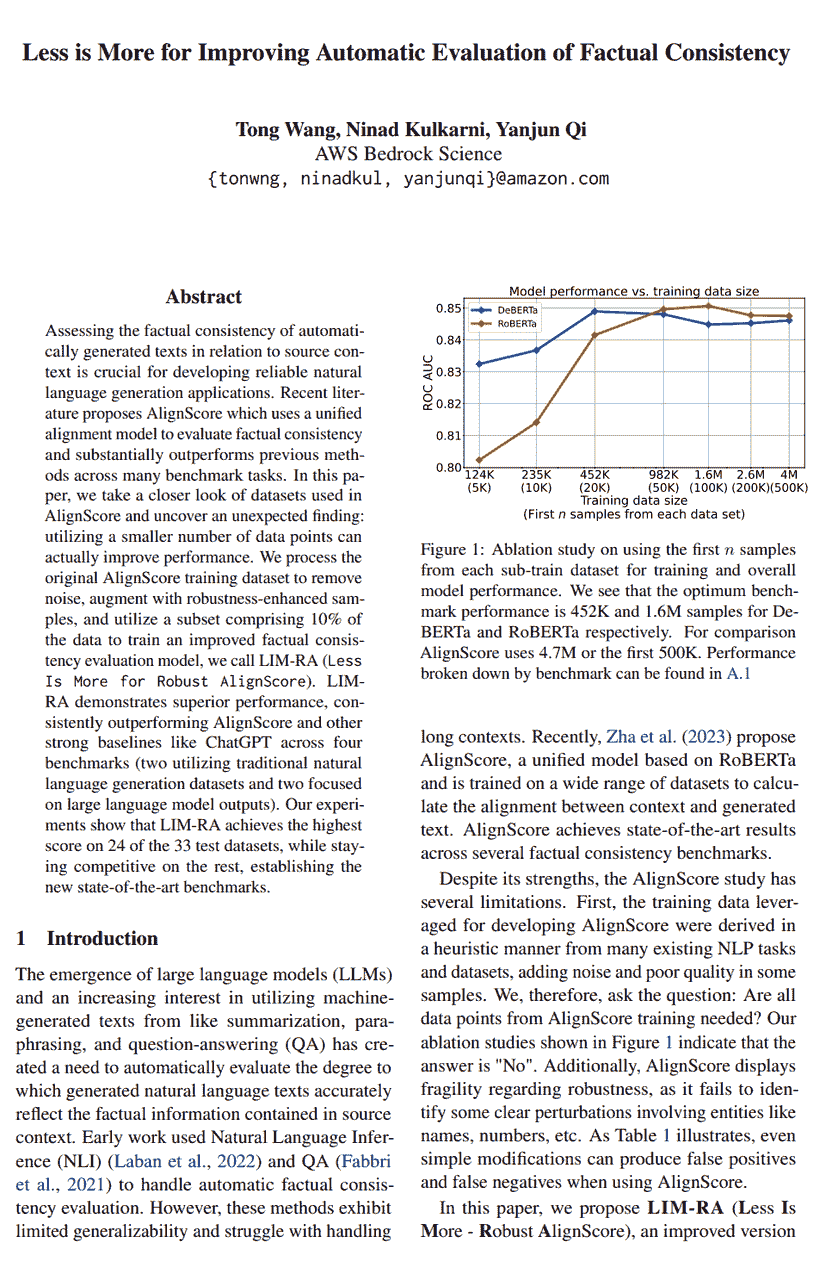 Less is More for Improving Automatic Evaluation of Factual Consistency
Tong Wang, Ninad Kulkarni, Yanjun Qi
AWS Bedrock Science
{tonwng, ninadkul, yanjunqi}@amazon.com
Abstract
Assessing the factual consistency of automati-
cally generated texts in relation to source con-
text is crucial for developing reliable natural
language generation applications. Recent liter-
ature proposes AlignScore which uses a unified
alignment model to evaluate factual consistency
and substantially outperforms previous meth-
ods across many benchmark tasks. In this pa-
per, we take a closer look of datasets used in
AlignScore and uncover an unexpected finding:
utilizing a smaller number of data points can
actually improve performance. We process the
original AlignScore training dataset to remove
noise, augment with robustness-enhanced sam-
ples, and utilize a subset comprising 10% of
the data to train an improved factual consis-
tency evaluation model, we call LIM-RA (Less
Is More for Robust AlignScore). LIM-
RA demonstrates superior performance, con-
sistently outperforming AlignScore and other
strong baselines like ChatGPT across four
benchmarks (two utilizing traditional natural
language generation datasets and two focused
on large language model outputs). Our experi-
ments show that LIM-RA achieves the highest
score on 24 of the 33 test datasets, while stay-
ing competitive on the rest, establishing the
new state-of-the-art benchmarks.
1 Introduction
The emergence of large language models (LLMs)
and an increasing interest in utilizing machine-
generated texts from like summarization, para-
phrasing, and question-answering (QA) has cre-
ated a need to automatically evaluate the degree to
which generated natural language texts accurately
reflect the factual information contained in source
context. Early work used Natural Language Infer-
ence (NLI) (Laban et al., 2022) and QA (Fabbri
et al., 2021) to handle automatic factual consis-
tency evaluation. However, these methods exhibit
limited generalizability and struggle with handling
Model performance vs. training data size
DeBERTa
RoBERTa
0.85
0.84
0.83
0.82
0.81
0.80
ROC AUC
124K 235K 452K 982K 1.6M 2.6M 4M
(5K) (10K) (20K) (50K) (100K) (200K) (500K)
Training data size
(First n samples from each data set)
Figure 1: Ablation study on using the first n samples
from each sub-train dataset for training and overall
model performance. We see that the optimum bench-
mark performance is 452K and 1.6M samples for De-
BERTa and RoBERTa respectively. For comparison
AlignScore uses 4.7M or the first 500K. Performance
broken down by benchmark can be found in A.1
long contexts. Recently, Zha et al. (2023) propose
AlignScore, a unified model based on RoBERTa
and is trained on a wide range of datasets to calcu-
late the alignment between context and generated
text. AlignScore achieves state-of-the-art results
across several factual consistency benchmarks.
Despite its strengths, the AlignScore study has
several limitations. First, the training data lever-
aged for developing AlignScore were derived in
a heuristic manner from many existing NLP tasks
and datasets, adding noise and poor quality in some
samples. We, therefore, ask the question: Are all
data points from AlignScore training needed? Our
ablation studies shown in Figure 1 indicate that the
answer is "No". Additionally, AlignScore displays
fragility regarding robustness, as it fails to iden-
tify some clear perturbations involving entities like
names, numbers, etc. As Table 1 illustrates, even
simple modifications can produce false positives
and false negatives when using AlignScore.
In this paper, we propose LIM-RA (Less Is
More - Robust AlignScore), an improved version